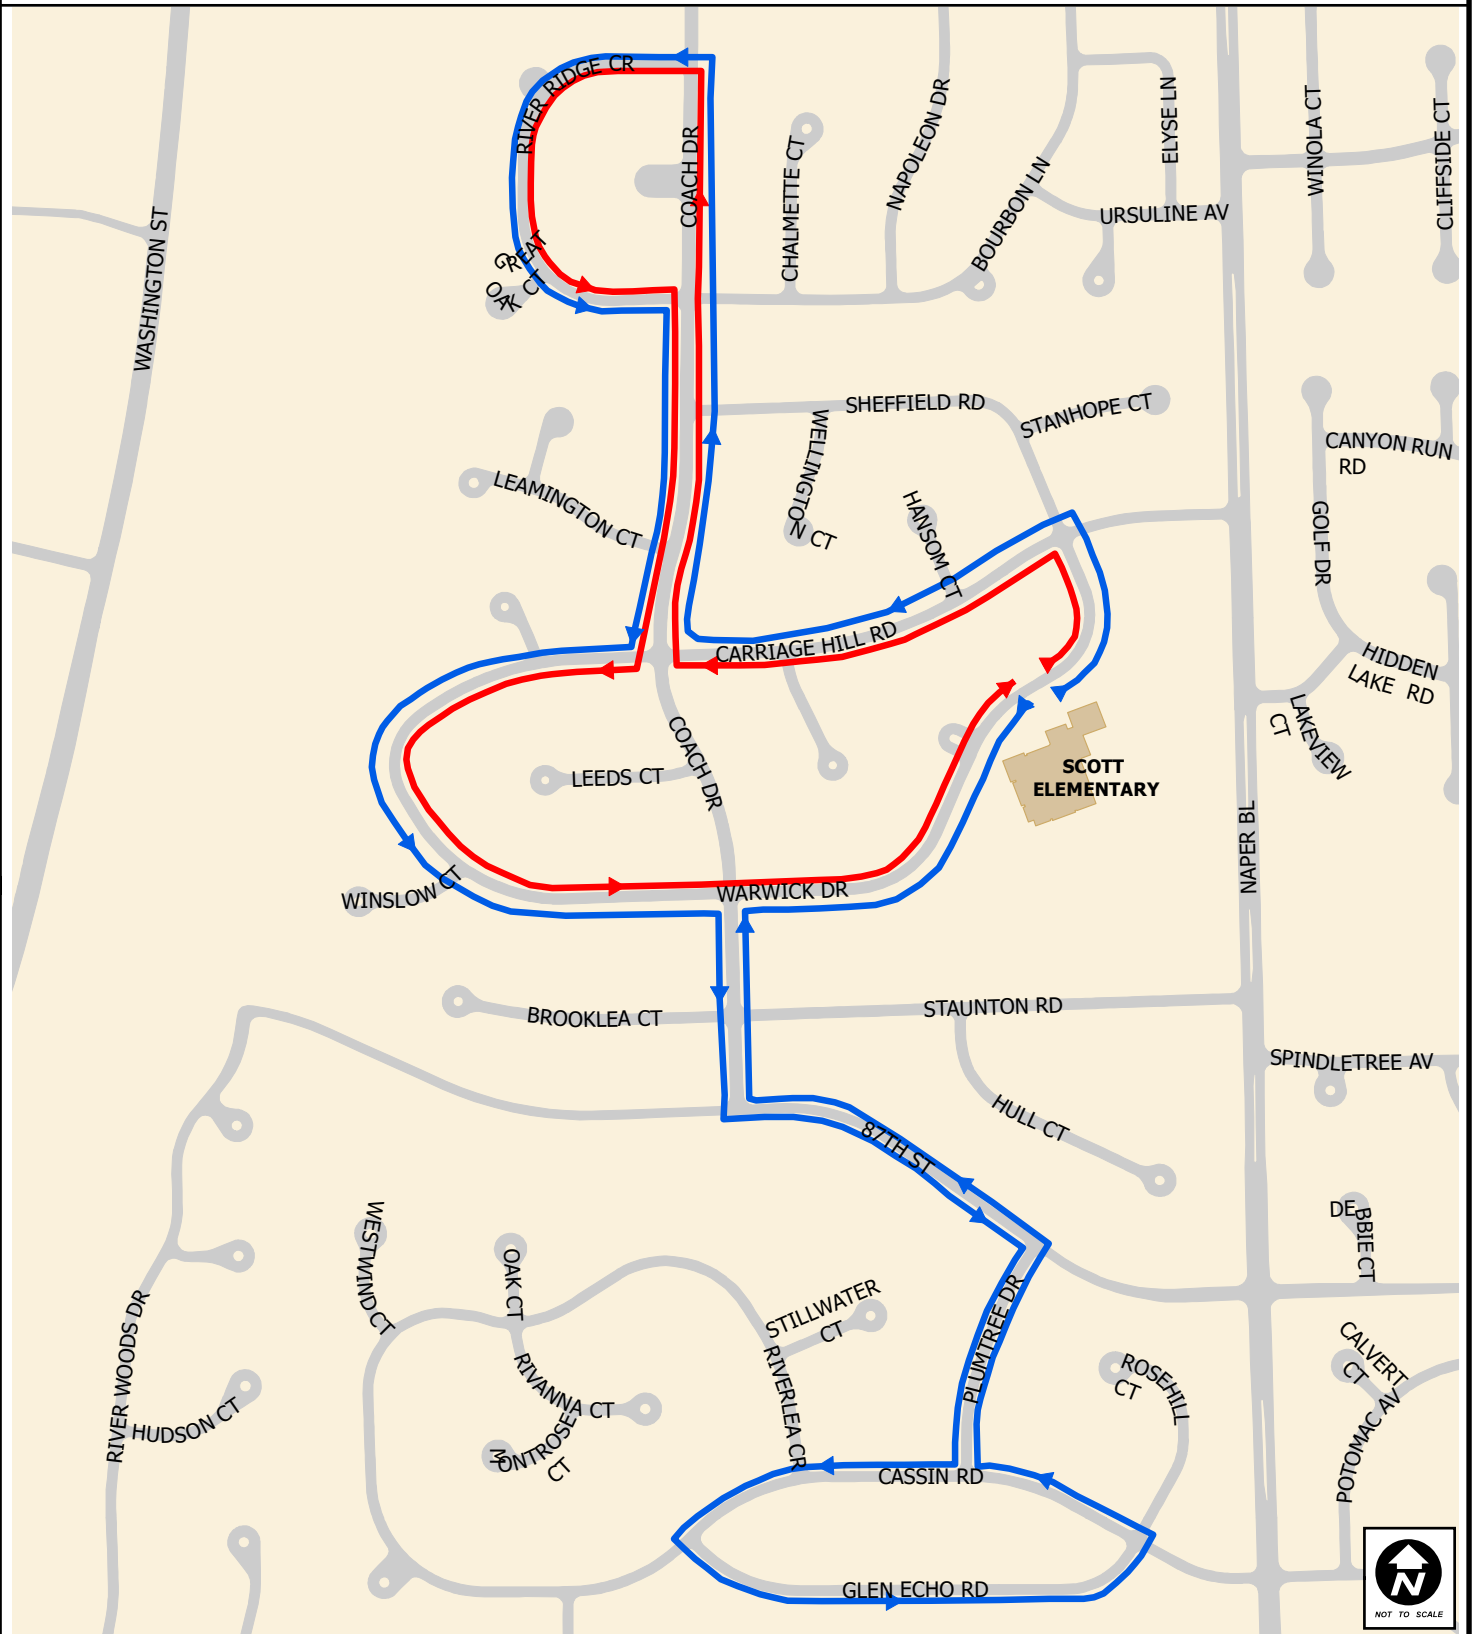 RIVER RIDGE CR
COACH DR
CHALMETTE CT
NAPOLEON DR
BOURBON LN
ELYSE LN
URSULINE AV
WINOLA CT
CLIFFSIDE CT
WASHINGTON ST
GREAT
OAK CT
SHEFFIELD RD
STANHOPE CT
WELLINGTON CT
HANSOM CT
LEAMINGTON CT
CANYON RUN
RD
GOLF DR
HIDDEN
LAKE RD
LAKEVIEW
CT
CARRIAGE HILL RD
COACH DR
LEEDS CT
SCOTT
ELEMENTARY
NAPER BL
WINSLOW CT
WARWICK DR
BROOKLEA CT
STAUNTON RD
SPINDLETREE AV
HULL CT
87TH ST
DEBBIE CT
WESTWIND CT
OAK CT
STILLWATER
CT
PLUMTREE DR
RIVER WOODS DR
HUDSON CT
RIVANNA CT
MONTROSE
CT
RIVERLEA CR
ROSEHILL
CT
CALVERT
CT
POTOMAC AV
CASSIN RD
GLEN ECHO RD
N
NOT TO SCALE